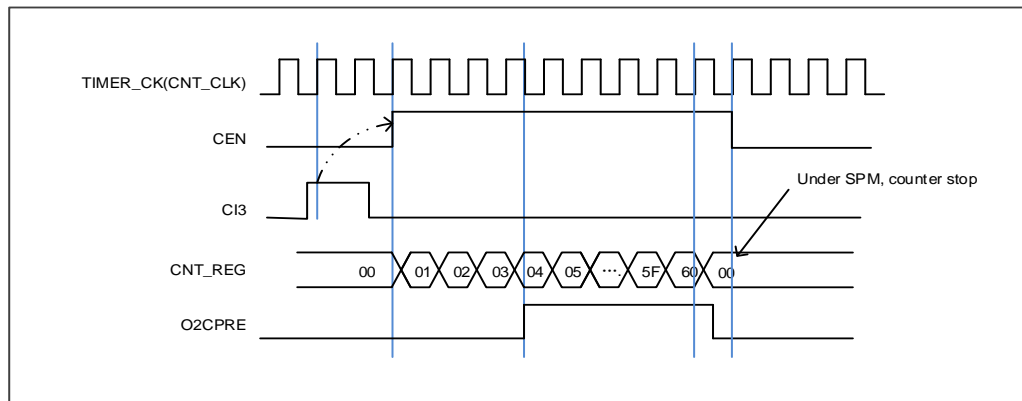 TIMER_CK(CNT_CLK)
CEN
Under SPM, counter stop
CI3
CNT_REG
00 01 02 03 04 05 ... 5F 60 00
O2CPRE